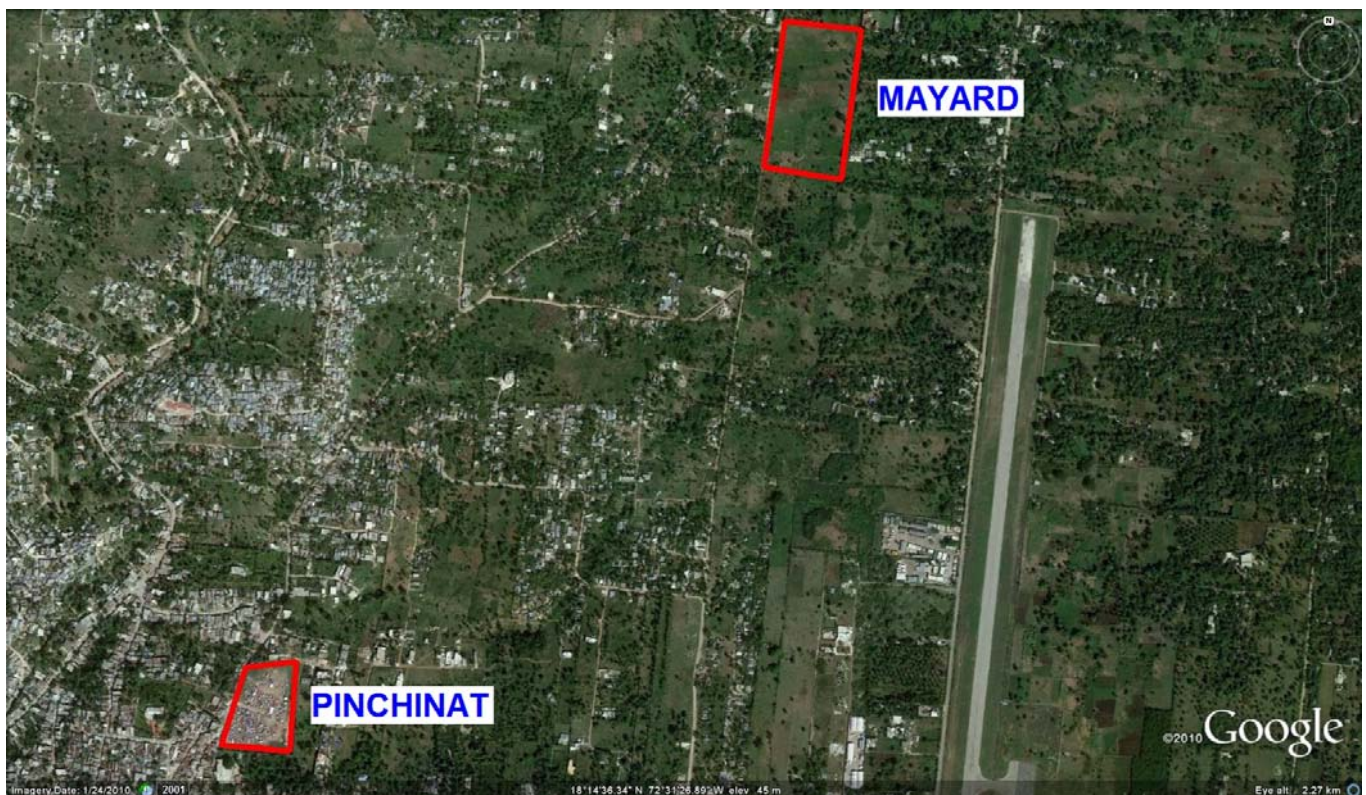 N
MAYARD
PINCHINAT
©2010 Google
Imagery Date: 1/24/2010 2001 18°14'36.34" N 72°31'26.89" W elev 45 m Eye alt 2.27 km